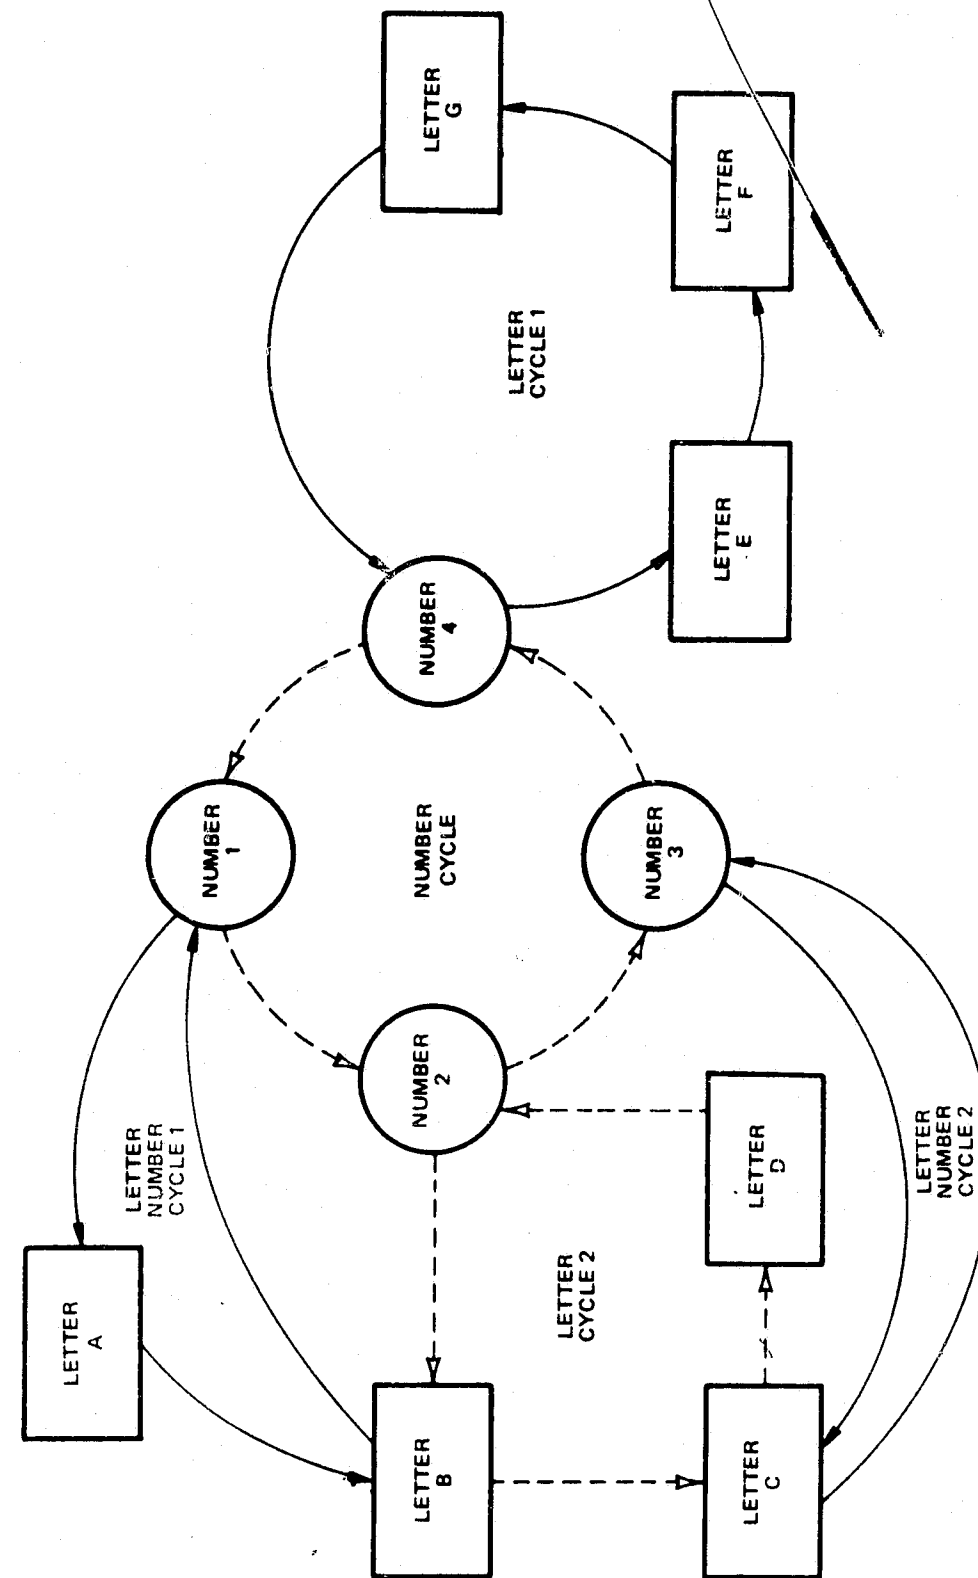 LETTER
A
LETTER
NUMBER
CYCLE 1
NUMBER
1
LETTER
B
NUMBER
2
NUMBER
CYCLE
NUMBER
4
LETTER
G
LETTER
CYCLE 1
LETTER
CYCLE 2
NUMBER
3
LETTER
C
LETTER
D
LETTER
E
LETTER
F
LETTER
NUMBER
CYCLE 2